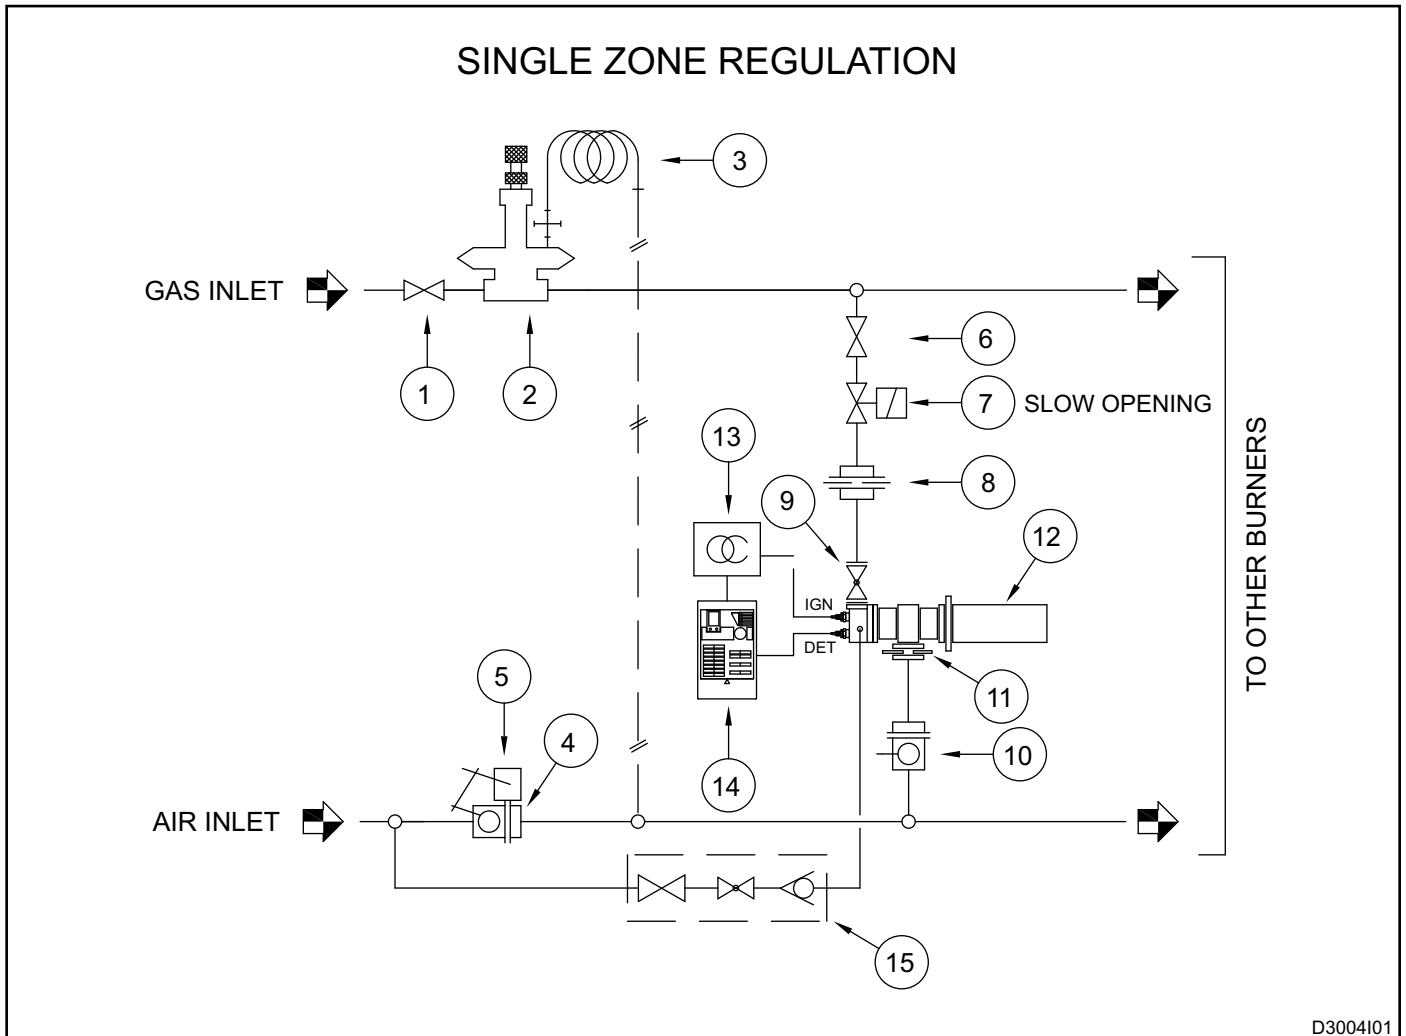 SINGLE ZONE REGULATION
3
GAS INLET
1
2
6
7 SLOW OPENING
13
8
9
12
IGN
DET
TO OTHER BURNERS
5
11
4
10
14
AIR INLET
15
D3004I01